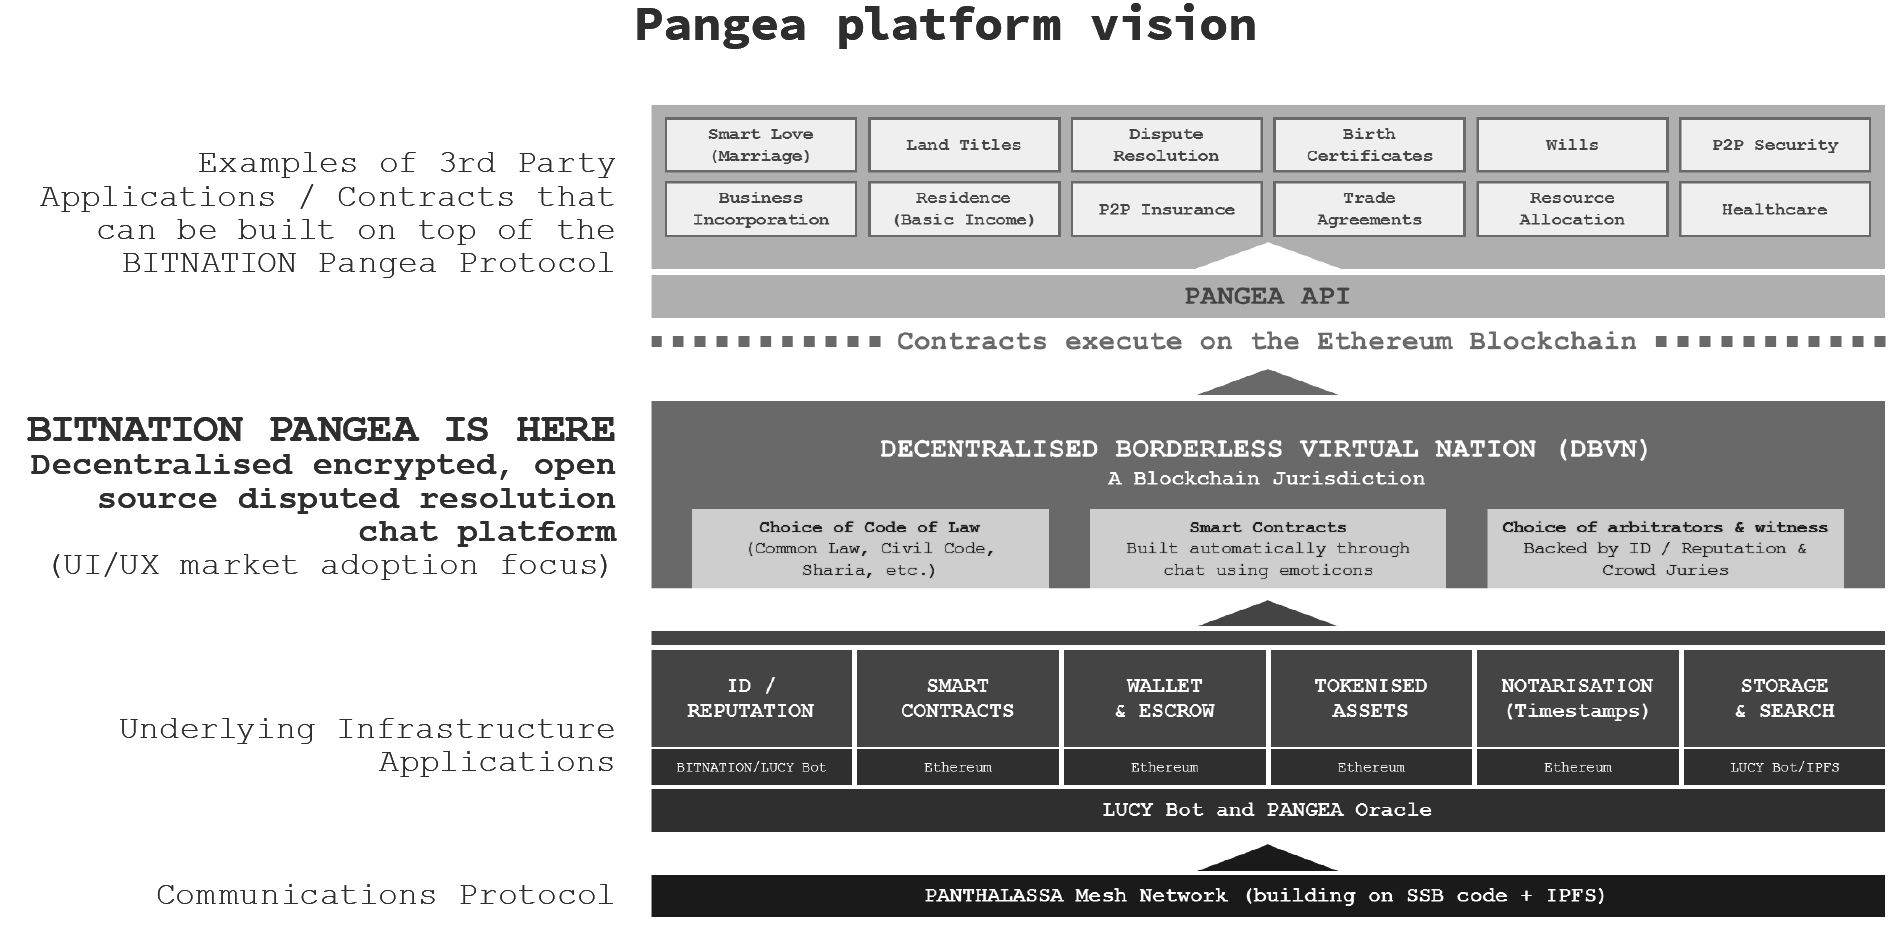 Pangea platform vision
Examples of 3rd Party
Applications / Contracts that
can be built on top of the
BITNATION Pangea Protocol
Smart Love
(Marriage)
Land Titles
Dispute
Resolution
Birth
Certificates
Wills
P2P Security
Business
Incorporation
Residence
(Basic Income)
P2P Insurance
Trade
Agreements
Resource
Allocation
Healthcare
PANGEA API
Contracts execute on the Ethereum Blockchain
BITNATION PANGEA IS HERE
Decentralised encrypted, open
source disputed resolution
chat platform
(UI/UX market adoption focus)
DECENTRALISED BORDERLESS VIRTUAL NATION (DBVN)
A Blockchain Jurisdiction
Choice of Code of Law
(Common Law, Civil Code,
Sharia, etc.)
Smart Contracts
Built automatically through
chat using emoticons
Choice of arbitrators & witness
Backed by ID / Reputation &
Crowd Juries
Underlying Infrastructure
Applications
ID /
REPUTATION
SMART
CONTRACTS
WALLET
& ESCROW
TOKENISED
ASSETS
NOTARISATION
(Timestamps)
STORAGE
& SEARCH
BITNATION/LUCY Bot
Ethereum
Ethereum
Ethereum
Ethereum
LUCY Bot/IPFS
LUCY Bot and PANGEA Oracle
Communications Protocol
PANTHALASSA Mesh Network (building on SSB code + IPFS)